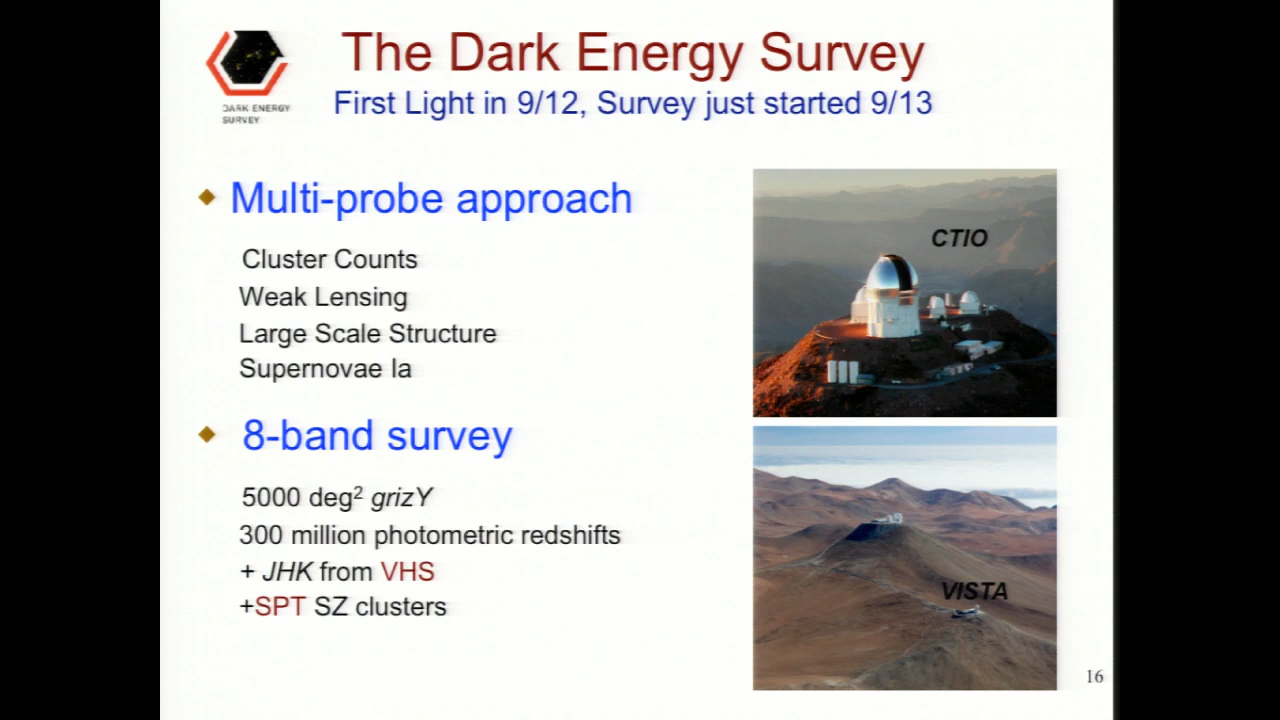 The Dark Energy Survey
First Light in 9/12, Survey just started 9/13
DARK ENERGY
SURVEY
Multi-probe approach
Cluster Counts
Weak Lensing
Large Scale Structure
Supernovae Ia
8-band survey
5000 deg² grizY
300 million photometric redshifts
+ JHK from VHS
+SPT SZ clusters
CTIO
VISTA
16